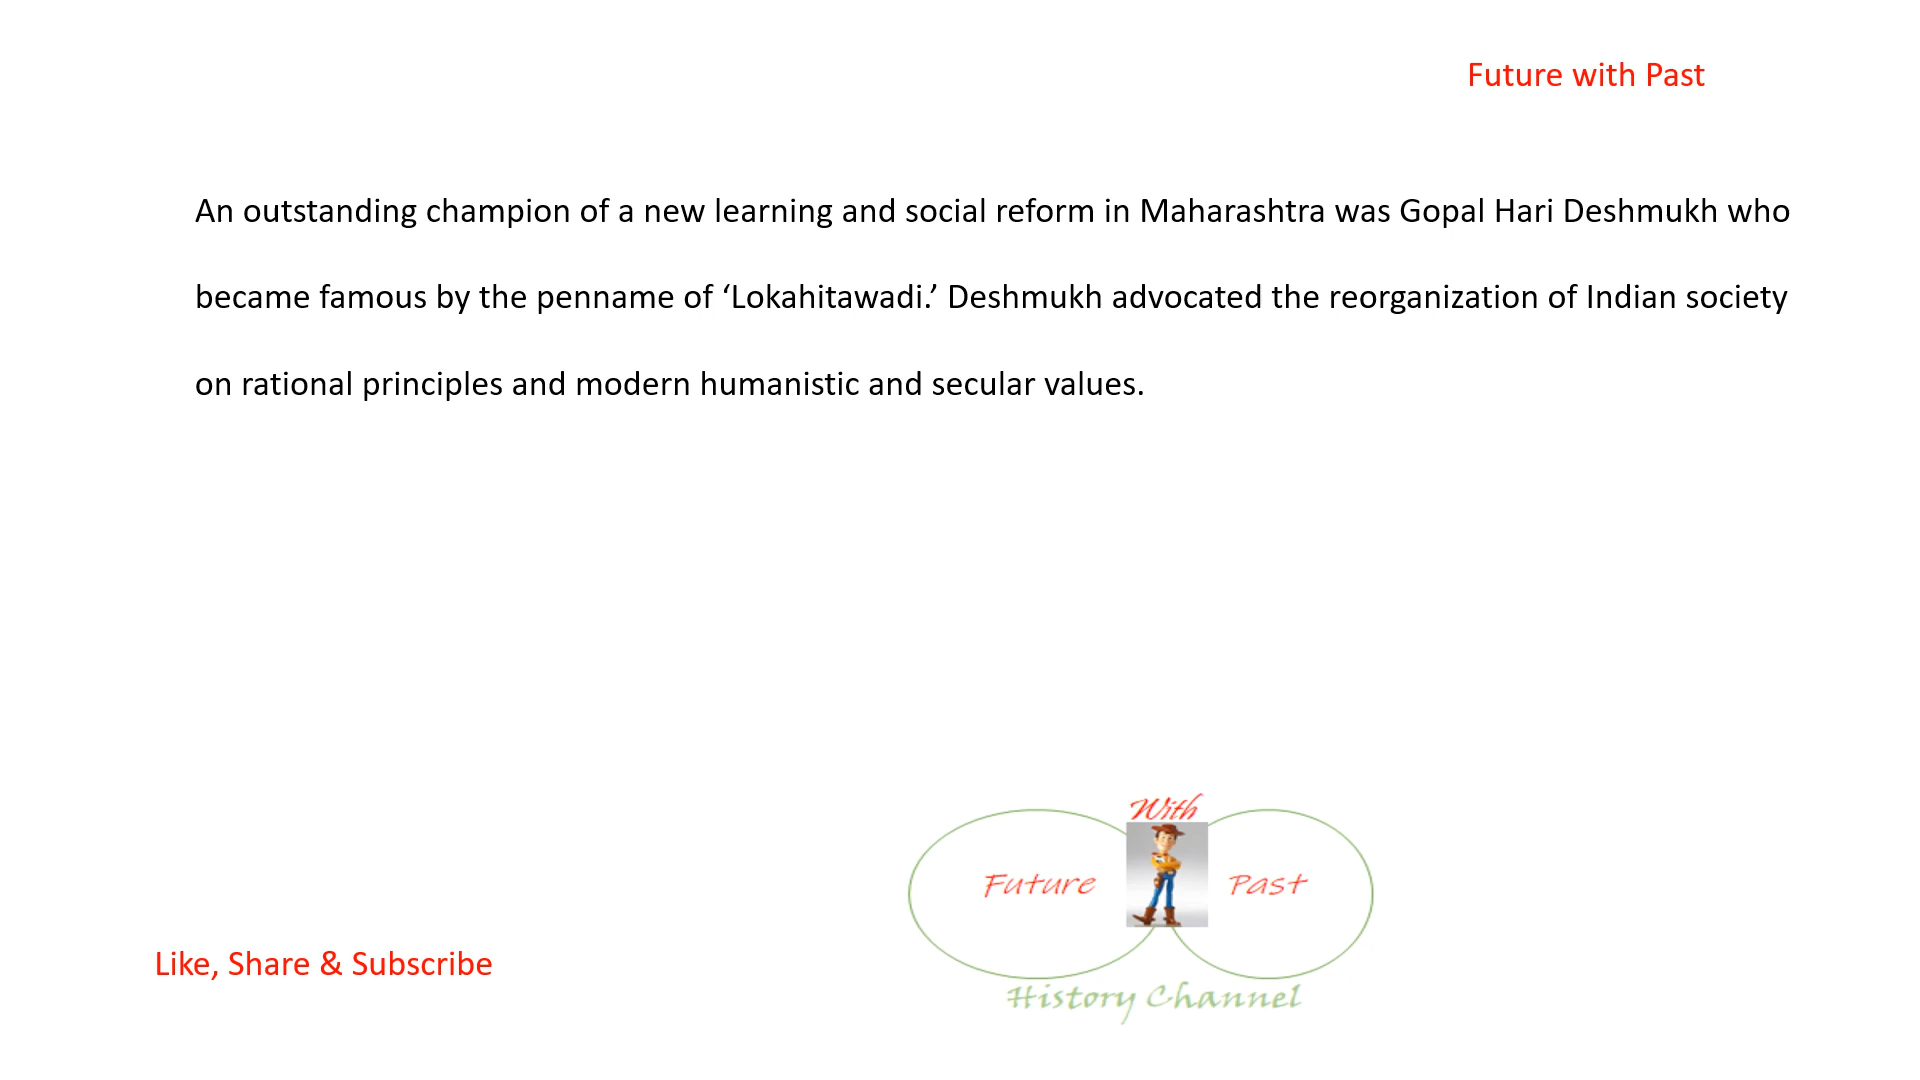 Future with Past
An outstanding champion of a new learning and social reform in Maharashtra was Gopal Hari Deshmukh who
became famous by the penname of ‘Lokahitawadi.’ Deshmukh advocated the reorganization of Indian society
on rational principles and modern humanistic and secular values.
With
Future
Past
Like, Share & Subscribe
History Channel